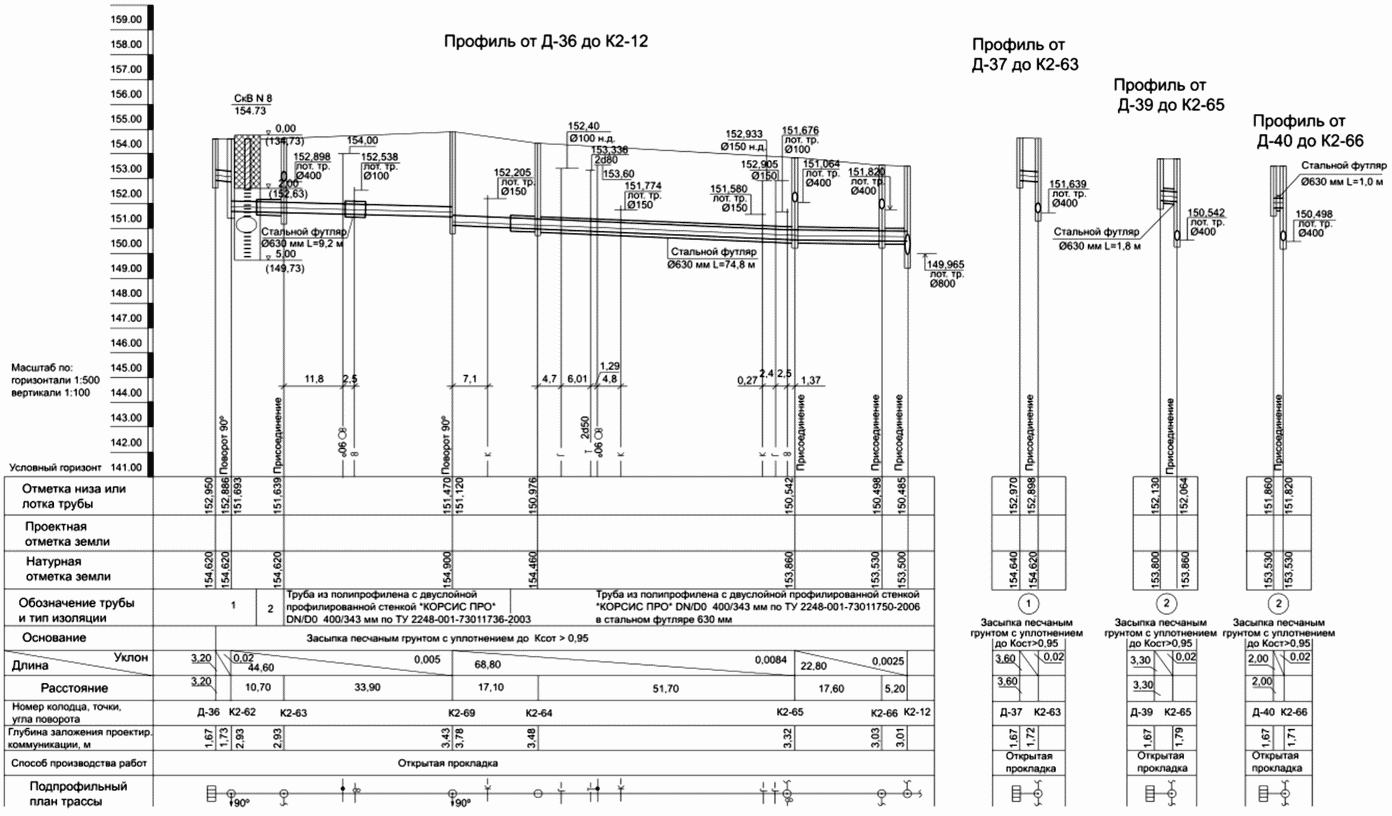 159.00
158.00
157.00
156.00
155.00
154.00
153.00
152.00
151.00
150.00
149.00
148.00
147.00
146.00
145.00
144.00
143.00
142.00
141.00
Масштаб по:
горизонтали 1:500
вертикали 1:100
Условный горизонт
Профиль от Д-36 до К2-12
СкВ N 8
154.73
0,00
(134,73)
2,00
(152,63)
5,00
(149,73)
152,898
лот. тр.
Ø400
154,00
152,538
лот. тр.
Ø100
Стальной футляр
Ø630 мм L=9,2 м
152,205
лот. тр.
Ø150
152,40
Ø100 н.д.
153,336
2d80
153,60
151,774
лот. тр.
Ø150
152,933
Ø150 н.д.
152,905
Ø150
151,580
лот. тр.
Ø150
151,676
лот. тр.
Ø100
151,064
лот. тр.
Ø400
151,820
лот. тр.
Ø400
Стальной футляр
Ø630 мм L=74,8 м
149,965
лот. тр.
Ø800
11,8
2,5
7,1
4,7
6,01
1,29
4,8
0,27
2,4
2,5
1,37
Поворот 90º
Присоединение
В
Поворот 90º
К
Г
Т 2d50
К
К
Г
В
Присоединение
Присоединение
Присоединение
Профиль от
Д-37 до К2-63
151,639
лот. тр.
Ø400
Присоединение
Профиль от
Д-39 до К2-65
150,542
лот. тр.
Ø400
Стальной футляр
Ø630 мм L=1,8 м
Присоединение
Профиль от
Д-40 до К2-66
Стальной футляр
Ø630 мм L=1,0 м
150,498
лот. тр.
Ø400
Присоединение
Отметка низа или
лотка трубы
152,950 152,886 151,693 151,639 151,470 151,120 150,976 150,542 150,498 150,485
152,970 152,898
152,130 152,064
151,860 151,820
Проектная
отметка земли
Натурная
отметка земли
154,620 154,620 154,620 154,900 154,460 153,860 153,530 153,500
154,640 154,620
153,800 153,860
153,530 153,530
Обозначение трубы
и тип изоляции
1
2
Труба из полипрофилена с двуслойной
профилированной стенкой "КОРСИС ПРО"
DN/D0 400/343 мм по ТУ 2248-001-73011736-2003
Труба из полипрофилена с двуслойной профилированной стенкой
"КОРСИС ПРО" DN/D0 400/343 мм по ТУ 2248-001-73011750-2006
в стальном футляре 630 мм
1
2
2
Основание
Засыпка песчаным грунтом с уплотнением до Ксот > 0,95
Засыпка песчаным
грунтом с уплотнением
до Кост>0,95
Засыпка песчаным
грунтом с уплотнением
до Кост>0,95
Засыпка песчаным
грунтом с уплотнением
до Кост>0,95
Уклон
Длина
3,20 0,02 44,60 0,005 68,80 0,0084 22,80 0,0025
3,60 0,02
3,30 0,02
2,00 0,02
Расстояние
3,20 10,70 33,90 17,10 51,70 17,60 5,20
3,60
3,30
2,00
Номер колодца, точки,
угла поворота
Д-36 К2-62 К2-63 К2-69 К2-64 К2-65 К2-66 К2-12
Д-37 К2-63
Д-39 К2-65
Д-40 К2-66
Глубина заложения проектир.
коммуникации, м
1,67 1,73 2,93 2,93 3,43 3,78 3,48 3,32 3,03 3,01
1,67 1,72
1,67 1,79
1,67 1,71
Способ производства работ
Открытая прокладка
Открытая
прокладка
Открытая
прокладка
Открытая
прокладка
Подпрофильный
план трассы
90º
90º